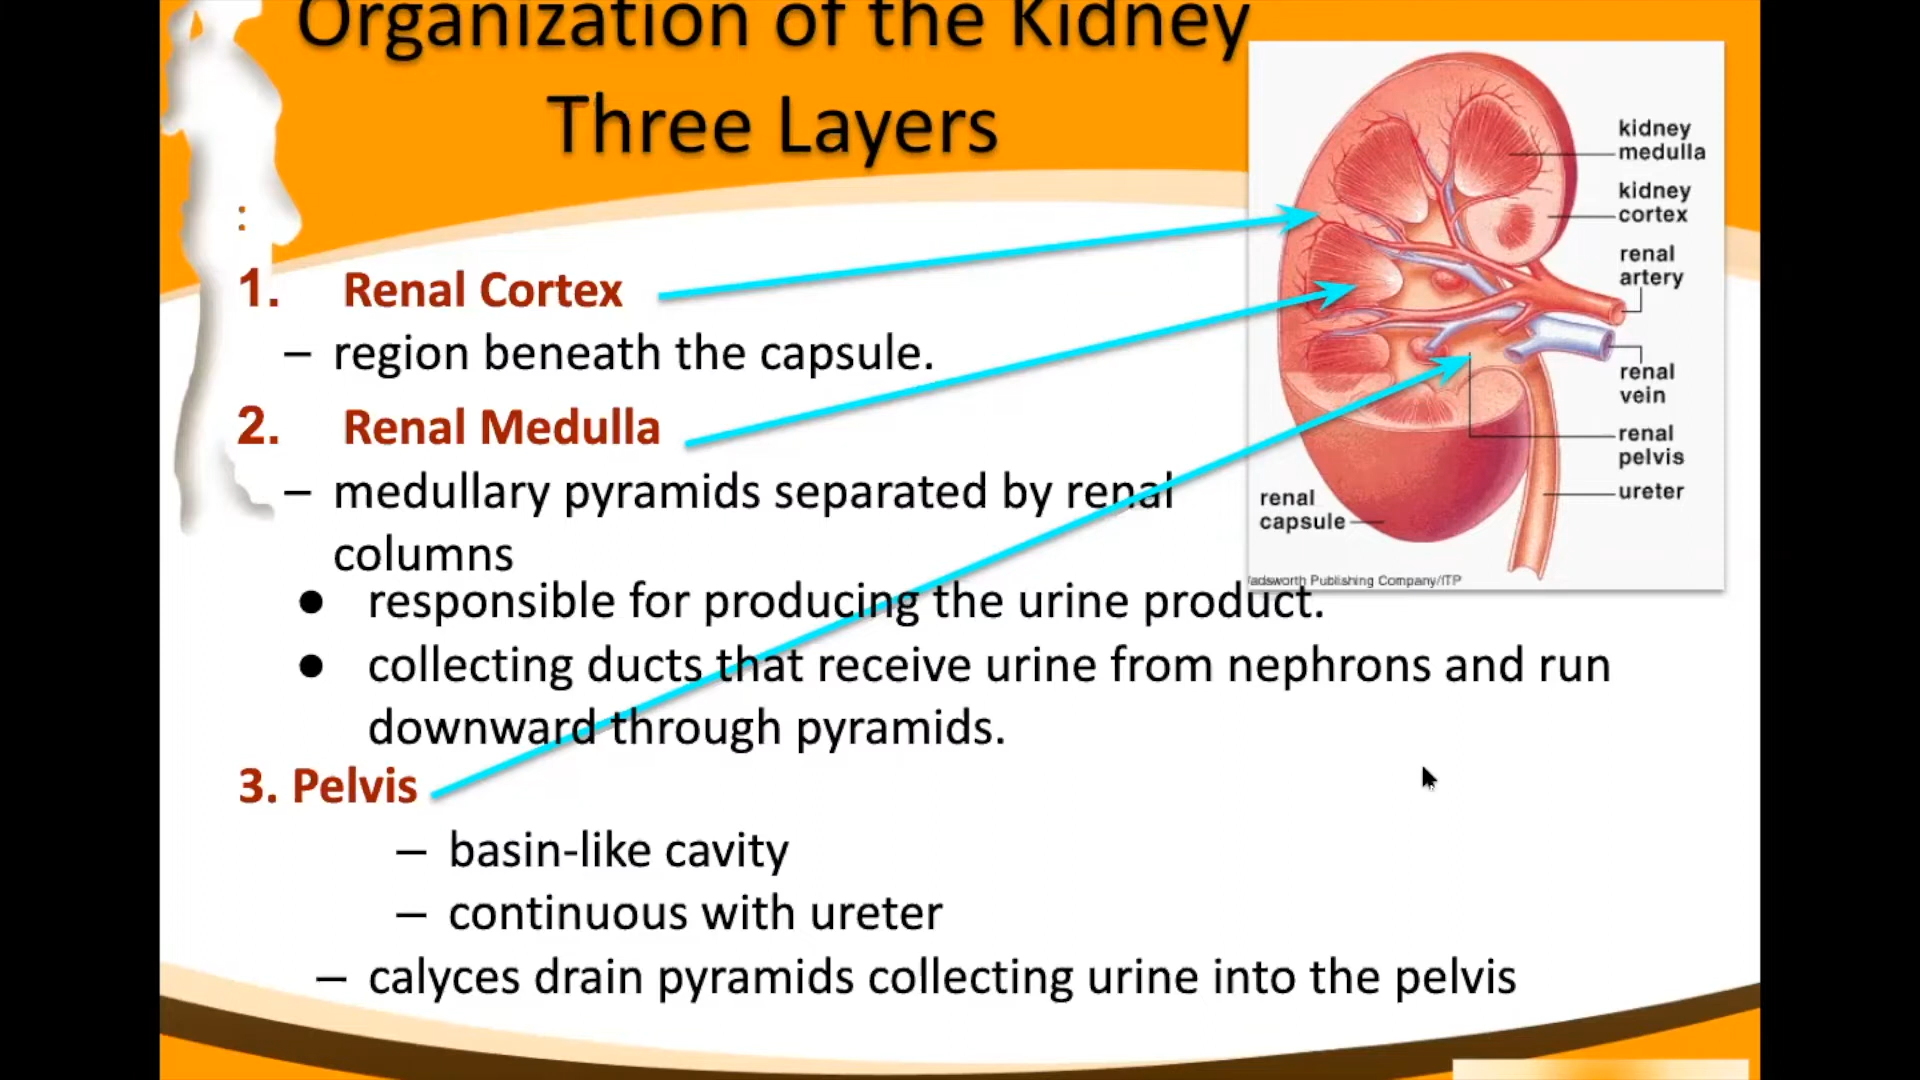 Organization of the Kidney
Three Layers
:
1. Renal Cortex
– region beneath the capsule.
2. Renal Medulla
– medullary pyramids separated by renal
columns
● responsible for producing the urine product.
● collecting ducts that receive urine from nephrons and run
downward through pyramids.
3. Pelvis
– basin-like cavity
– continuous with ureter
– calyces drain pyramids collecting urine into the pelvis
kidney
medulla
kidney
cortex
renal
artery
renal
vein
renal
pelvis
ureter
renal
capsule
adsworth Publishing Company/ITP